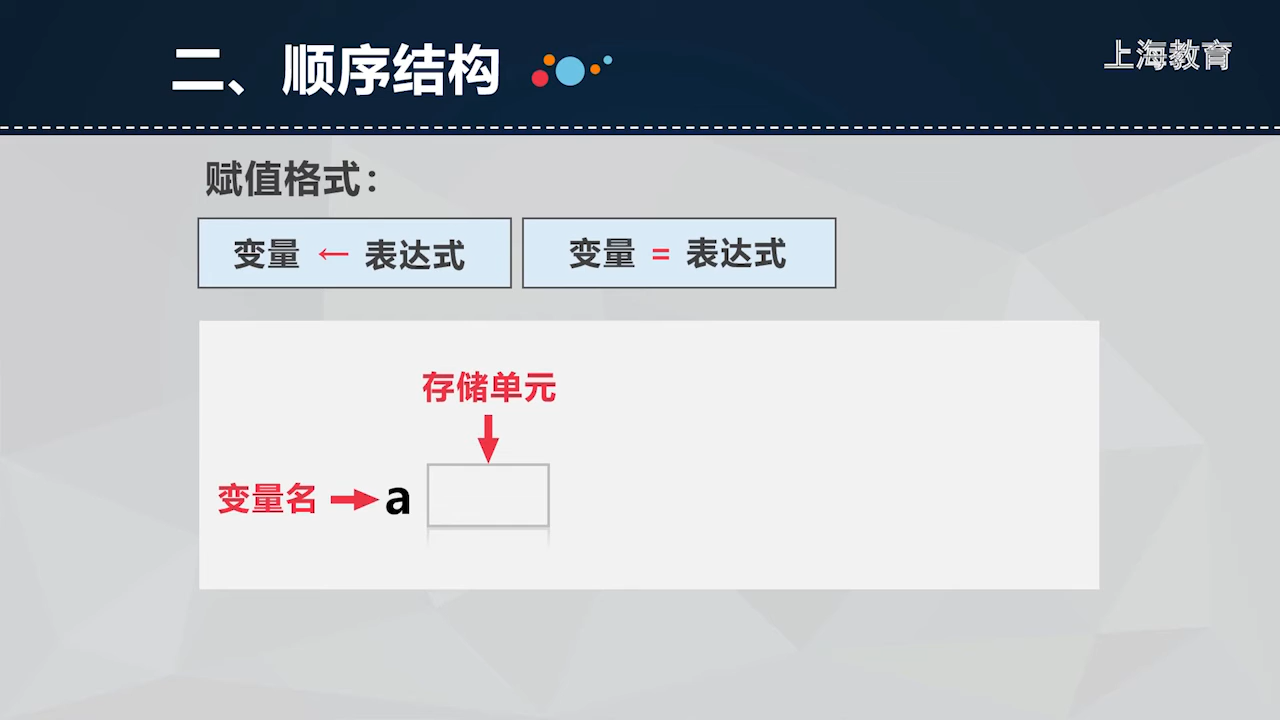 二、顺序结构
上海教育
赋值格式：
变量 ← 表达式
变量 = 表达式
存储单元
变量名
a